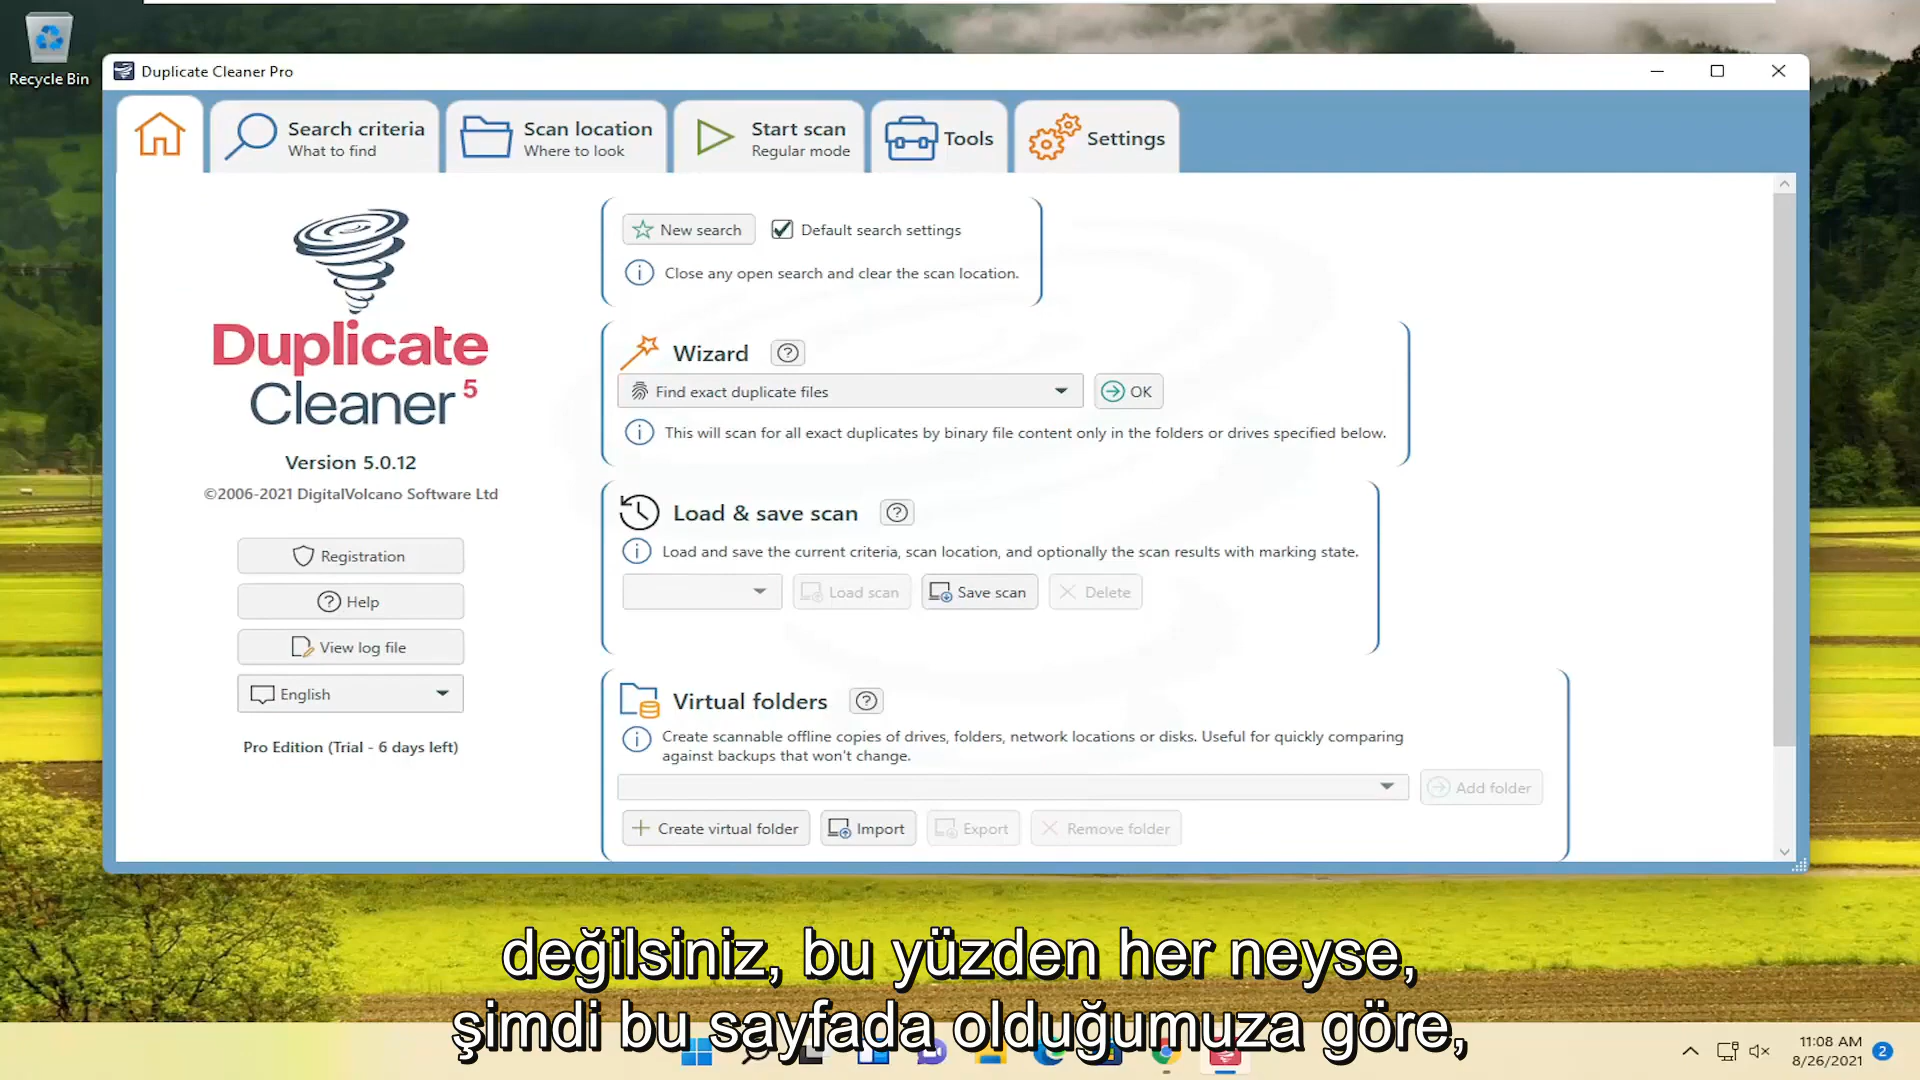 Recycle Bin
Duplicate Cleaner Pro
Search criteria
What to find
Scan location
Where to look
Start scan
Regular mode
Tools
Settings
Duplicate
Cleaner 5
Version 5.0.12
©2006-2021 DigitalVolcano Software Ltd
Registration
Help
View log file
English
Pro Edition (Trial - 6 days left)
New search
Default search settings
Close any open search and clear the scan location.
Wizard
Find exact duplicate files
OK
This will scan for all exact duplicates by binary file content only in the folders or drives specified below.
Load & save scan
Load and save the current criteria, scan location, and optionally the scan results with marking state.
Load scan
Save scan
Delete
Virtual folders
Create scannable offline copies of drives, folders, network locations or disks. Useful for quickly comparing
against backups that won't change.
Add folder
Create virtual folder
Import
Export
Remove folder
değilsiniz, bu yüzden her neyse,
şimdi bu sayfada olduğumuza göre,
11:08 AM
8/26/2021
2